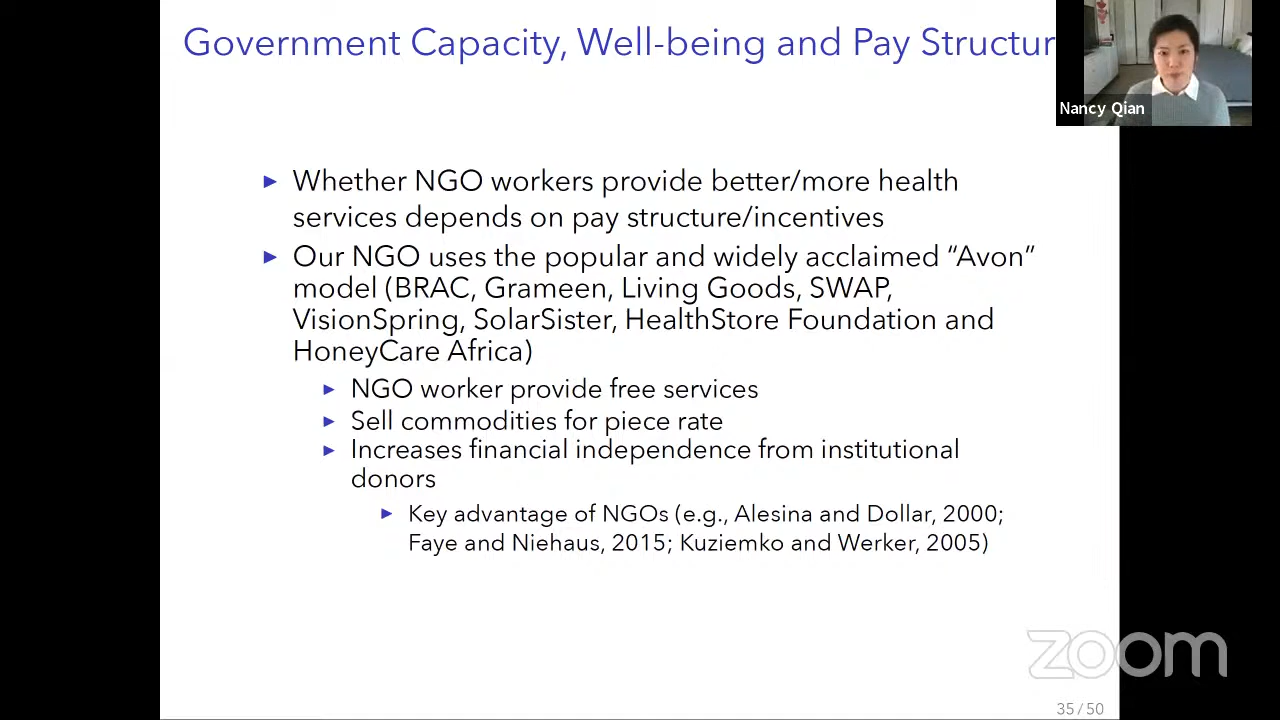 Government Capacity, Well-being and Pay Structur
Nancy Qian
► Whether NGO workers provide better/more health
services depends on pay structure/incentives
► Our NGO uses the popular and widely acclaimed “Avon”
model (BRAC, Grameen, Living Goods, SWAP,
VisionSpring, SolarSister, HealthStore Foundation and
HoneyCare Africa)
► NGO worker provide free services
► Sell commodities for piece rate
► Increases financial independence from institutional
donors
► Key advantage of NGOs (e.g., Alesina and Dollar, 2000;
Faye and Niehaus, 2015; Kuziemko and Werker, 2005)
zoom
35 / 50